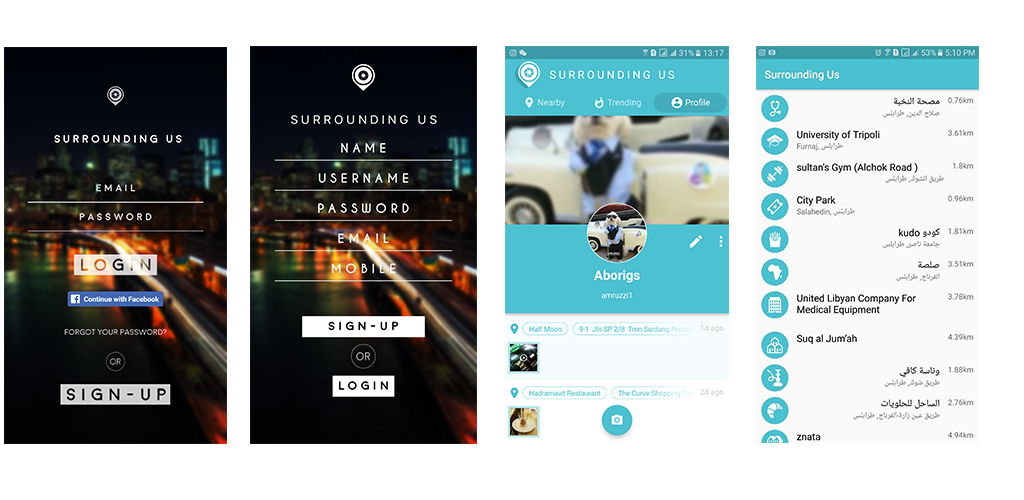 SURROUNDING US
EMAIL
PASSWORD
LOGIN
Continue with Facebook
FORGOT YOUR PASSWORD?
OR
SIGN-UP
SURROUNDING US
NAME
USERNAME
PASSWORD
EMAIL
MOBILE
SIGN-UP
OR
LOGIN
31% 13:17
SURROUNDING US
Nearby Trending Profile
Aborigs
amruzzi1
Half Moon 9-1 Jln SP 2/8 Tmn Serdang 1d ago
Hadramawt Restaurant The Curve Shopping 2d ago
53% 5:10 PM
Surrounding Us
مصحة النخبة 0.76km
صلاح الدين, طرابلس
University of Tripoli 3.61km
Furnaj, طرابلس
sultan's Gym (Alchok Road ) 1.8km
طريق الشوك, طرابلس
City Park 0.96km
Salahedin, طرابلس
كودو kudo 1.81km
جامعة ناصر, طرابلس
صلصة 3.51km
الفرناج, طرابلس
United Libyan Company For 3.78km
Medical Equipment
Suq al Jum'ah 4.39km
وناسة كافي 1.88km
طريق شوك, طرابلس
الساحل للحلويات 2.76km
طريق عين زارة-الفرناج, طرابلس
znata 4.94km